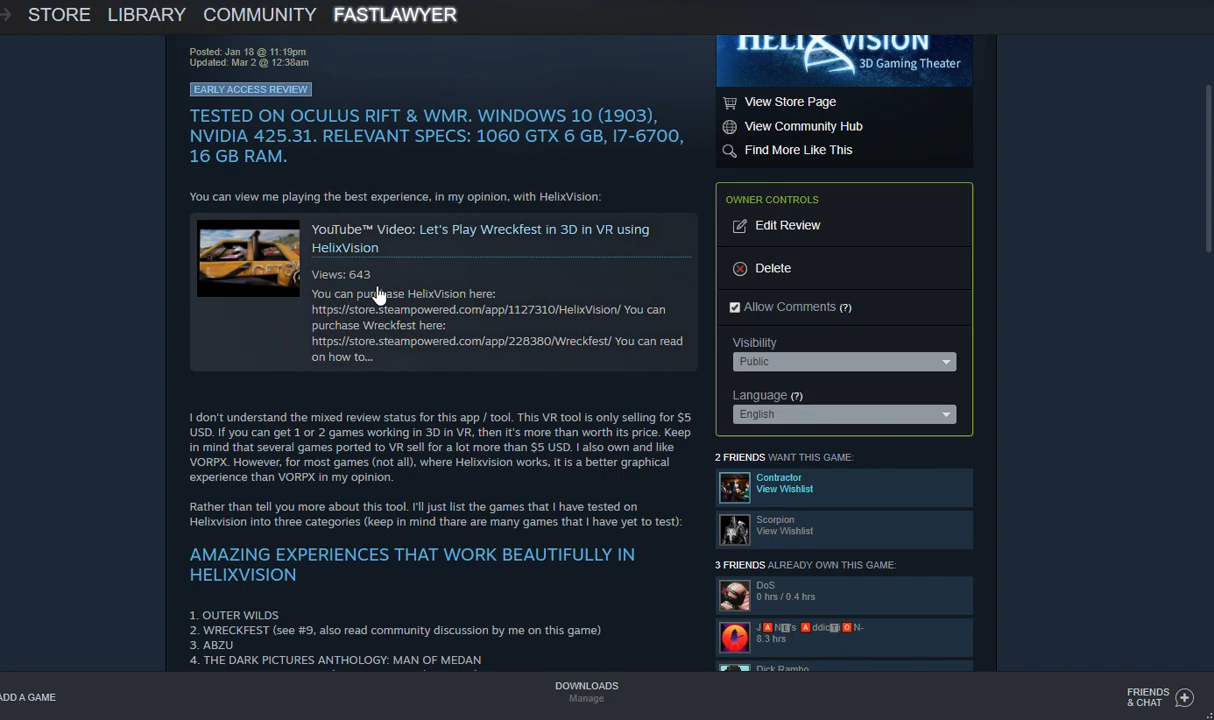 STORE LIBRARY COMMUNITY FASTLAWYER
Posted: Jan 18 @ 11:19pm
Updated: Mar 2 @ 12:38am
EARLY ACCESS REVIEW
TESTED ON OCULUS RIFT & WMR. WINDOWS 10 (1903),
NVIDIA 425.31. RELEVANT SPECS: 1060 GTX 6 GB, I7-6700,
16 GB RAM.
You can view me playing the best experience, in my opinion, with HelixVision:
YouTube™ Video: Let's Play Wreckfest in 3D in VR using
HelixVision
Views: 643
You can purchase HelixVision here:
https://store.steampowered.com/app/1127310/HelixVision/ You can
purchase Wreckfest here:
https://store.steampowered.com/app/228380/Wreckfest/ You can read
on how to...
I don't understand the mixed review status for this app / tool. This VR tool is only selling for $5
USD. If you can get 1 or 2 games working in 3D in VR, then it's more than worth its price. Keep
in mind that several games ported to VR sell for a lot more than $5 USD. I also own and like
VORPX. However, for most games (not all), where Helixvision works, it is a better graphical
experience than VORPX in my opinion.
Rather than tell you more about this tool. I'll just list the games that I have tested on
Helixvision into three categories (keep in mind thare are many games that I have yet to test):
AMAZING EXPERIENCES THAT WORK BEAUTIFULLY IN
HELIXVISION
1. OUTER WILDS
2. WRECKFEST (see #9, also read community discussion by me on this game)
3. ABZU
4. THE DARK PICTURES ANTHOLOGY: MAN OF MEDAN
HELIXVISION
3D Gaming Theater
View Store Page
View Community Hub
Find More Like This
OWNER CONTROLS
Edit Review
Delete
Allow Comments (?)
Visibility
Public
Language (?)
English
2 FRIENDS WANT THIS GAME:
Contractor
View Wishlist
Scorpion
View Wishlist
3 FRIENDS ALREADY OWN THIS GAME:
DoS
0 hrs / 0.4 hrs
J🅰N🄴's 🅰ddic🅃🅸🅾N-
8.3 hrs
Dick Rambo
ADD A GAME
DOWNLOADS
Manage
FRIENDS
& CHAT